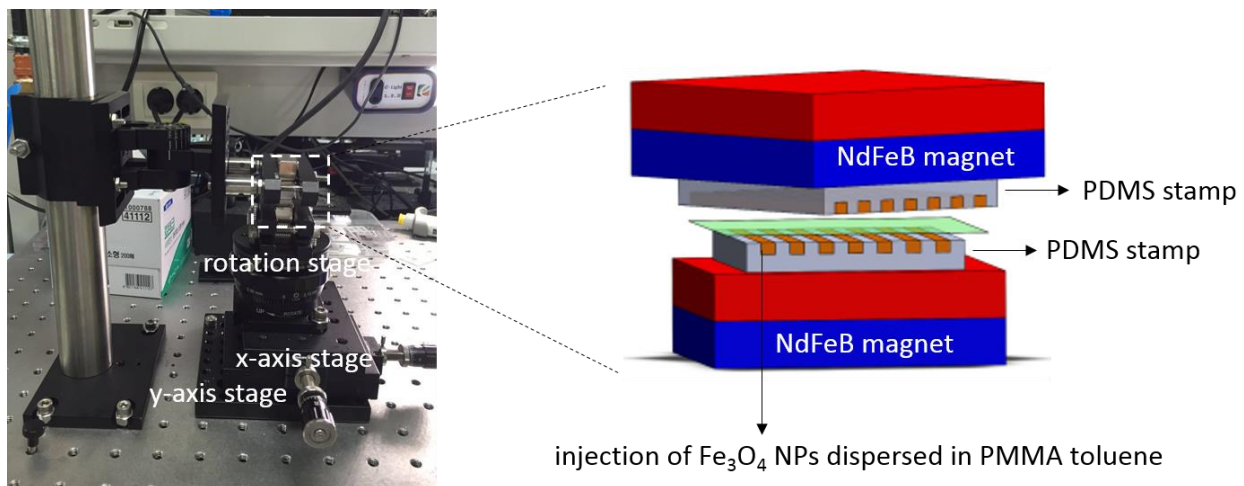 NdFeB magnet
PDMS stamp
PDMS stamp
NdFeB magnet
injection of Fe₃O₄ NPs dispersed in PMMA toluene
rotation stage
x-axis stage
y-axis stage
000788
41112